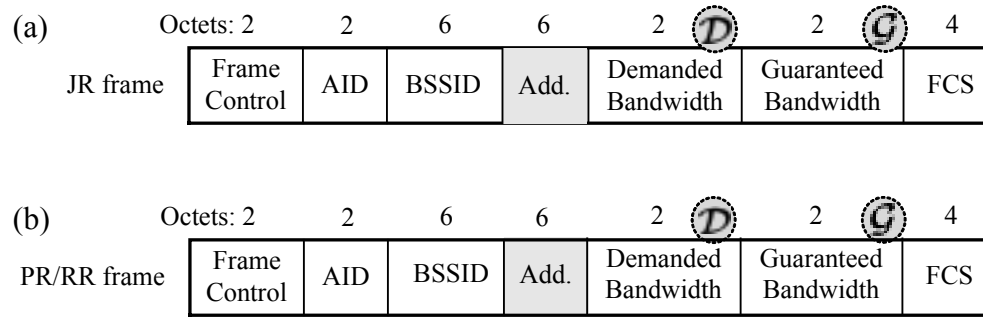 (a) Octets: 2 2 6 6 2 𝒟 2 𝒢 4
JR frame Frame Control AID BSSID Add. Demanded Bandwidth Guaranteed Bandwidth FCS
(b) Octets: 2 2 6 6 2 𝒟 2 𝒢 4
PR/RR frame Frame Control AID BSSID Add. Demanded Bandwidth Guaranteed Bandwidth FCS